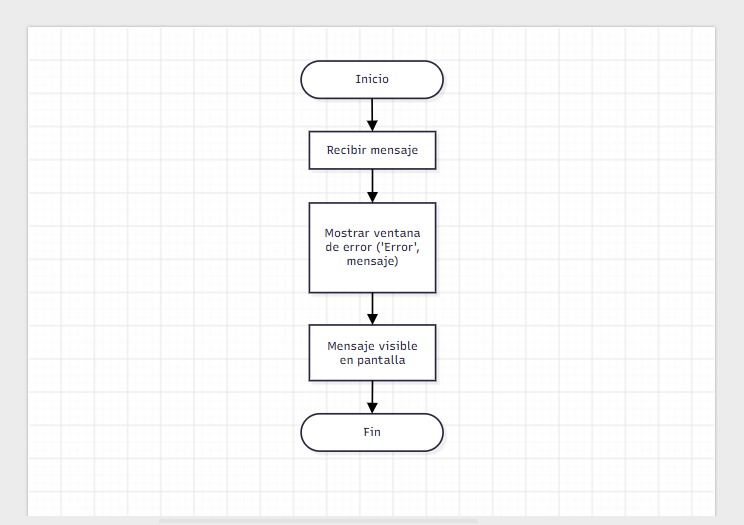 Inicio
Recibir mensaje
Mostrar ventana
de error ('Error',
mensaje)
Mensaje visible
en pantalla
Fin